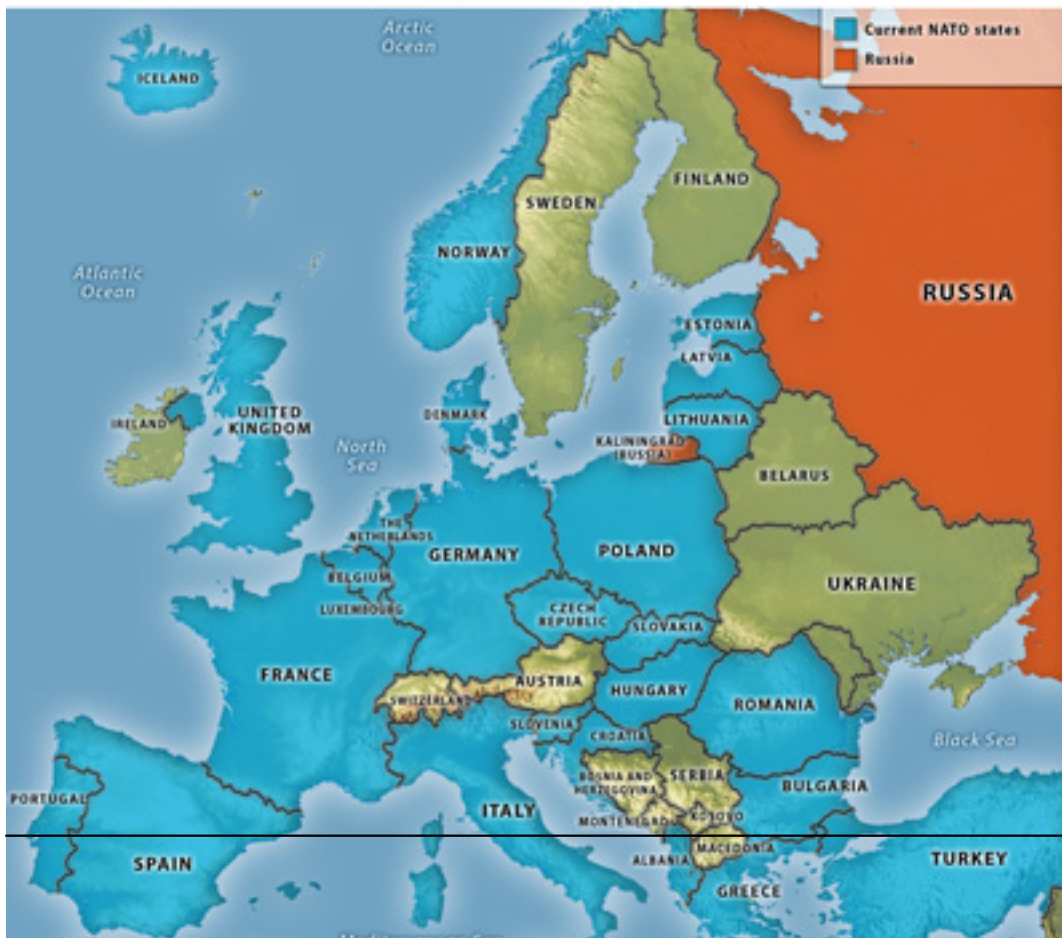 Arctic
Ocean
Current NATO states
Russia
ICELAND
FINLAND
SWEDEN
NORWAY
Atlantic
Ocean
RUSSIA
ESTONIA
LATVIA
LITHUANIA
DENMARK
IRELAND
UNITED
KINGDOM
North
Sea
KALININGRAD
(RUSSIA)
BELARUS
THE
NETHERLANDS
GERMANY
POLAND
BELGIUM
UKRAINE
LUXEMBOURG
CZECH
REPUBLIC
SLOVAKIA
FRANCE
AUSTRIA
SWITZERLAND
HUNGARY
ROMANIA
SLOVENIA
CROATIA
Black Sea
BOSNIA AND
HERZEGOVINA
SERBIA
BULGARIA
PORTUGAL
ITALY
MONTENEGRO
KOSOVO
MACEDONIA
ALBANIA
SPAIN
TURKEY
GREECE
Mediterranean Sea